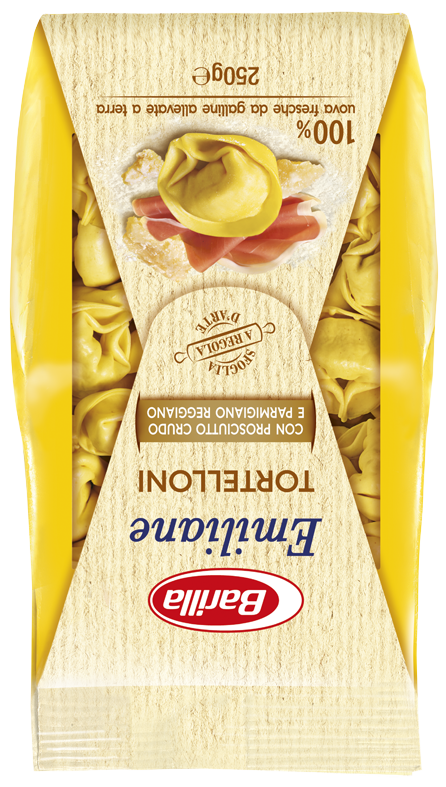 Barilla
Emiliane
TORTELLONI
CON PROSCIUTTO CRUDO
E PARMIGIANO REGGIANO
SFOGLIA
A REGOLA
D'ARTE
100%
uova fresche da galline allevate a terra
250g℮